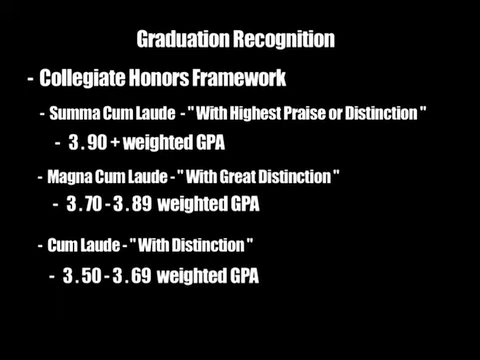 Graduation Recognition
- Collegiate Honors Framework
- Summa Cum Laude - " With Highest Praise or Distinction "
- 3.90 + weighted GPA
- Magna Cum Laude - " With Great Distinction "
- 3.70 - 3.89 weighted GPA
- Cum Laude - " With Distinction "
- 3.50 - 3.69 weighted GPA